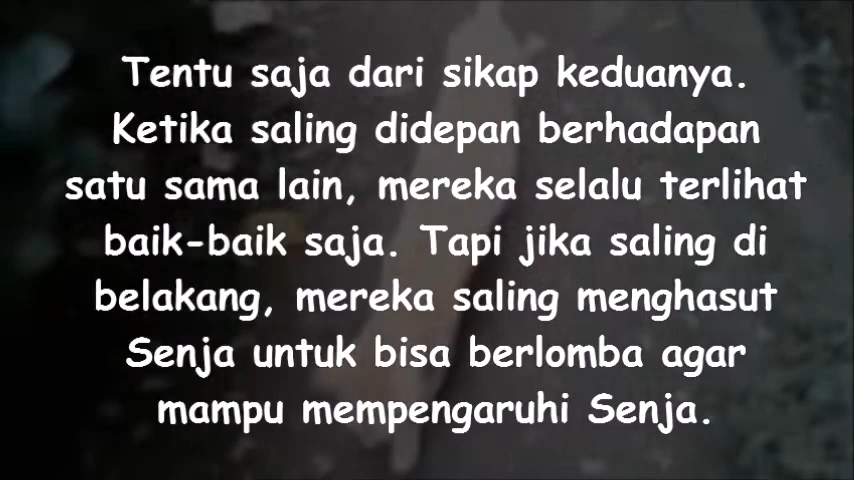 Tentu saja dari sikap keduanya.
Ketika saling didepan berhadapan
satu sama lain, mereka selalu terlihat
baik-baik saja. Tapi jika saling di
belakang, mereka saling menghasut
Senja untuk bisa berlomba agar
mampu mempengaruhi Senja.